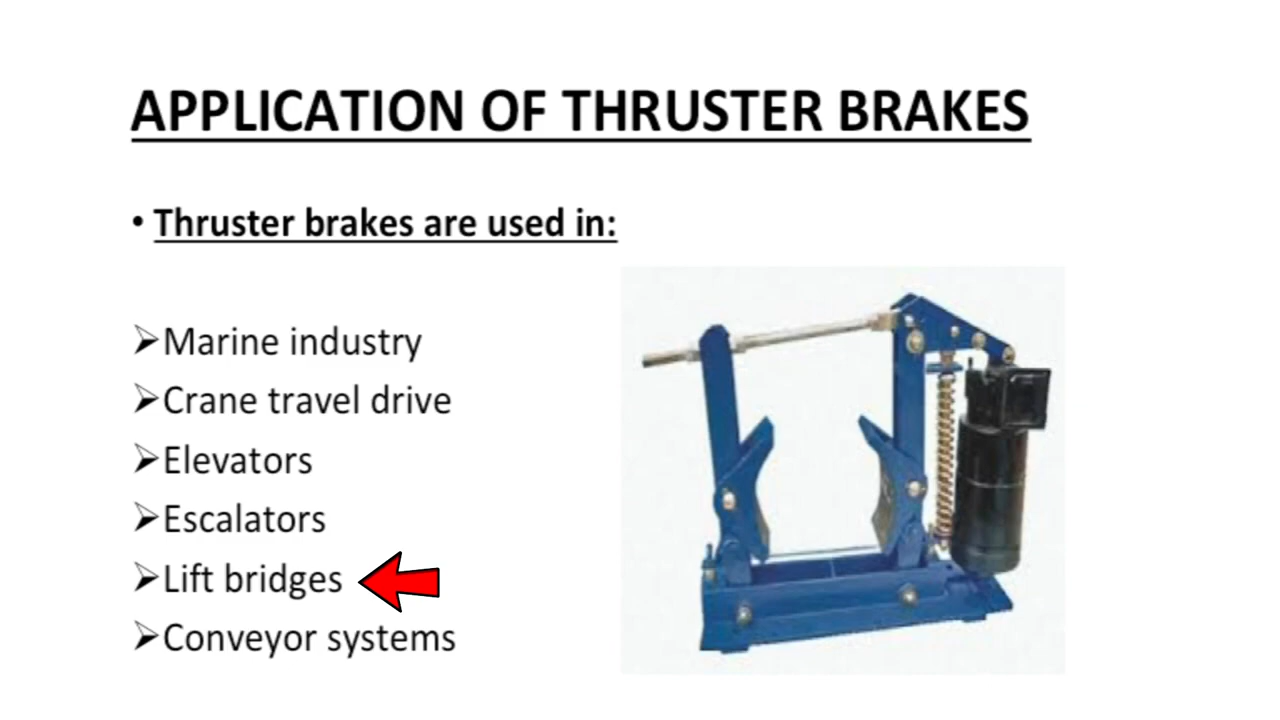 APPLICATION OF THRUSTER BRAKES
• Thruster brakes are used in:
➢Marine industry
➢Crane travel drive
➢Elevators
➢Escalators
➢Lift bridges
➢Conveyor systems